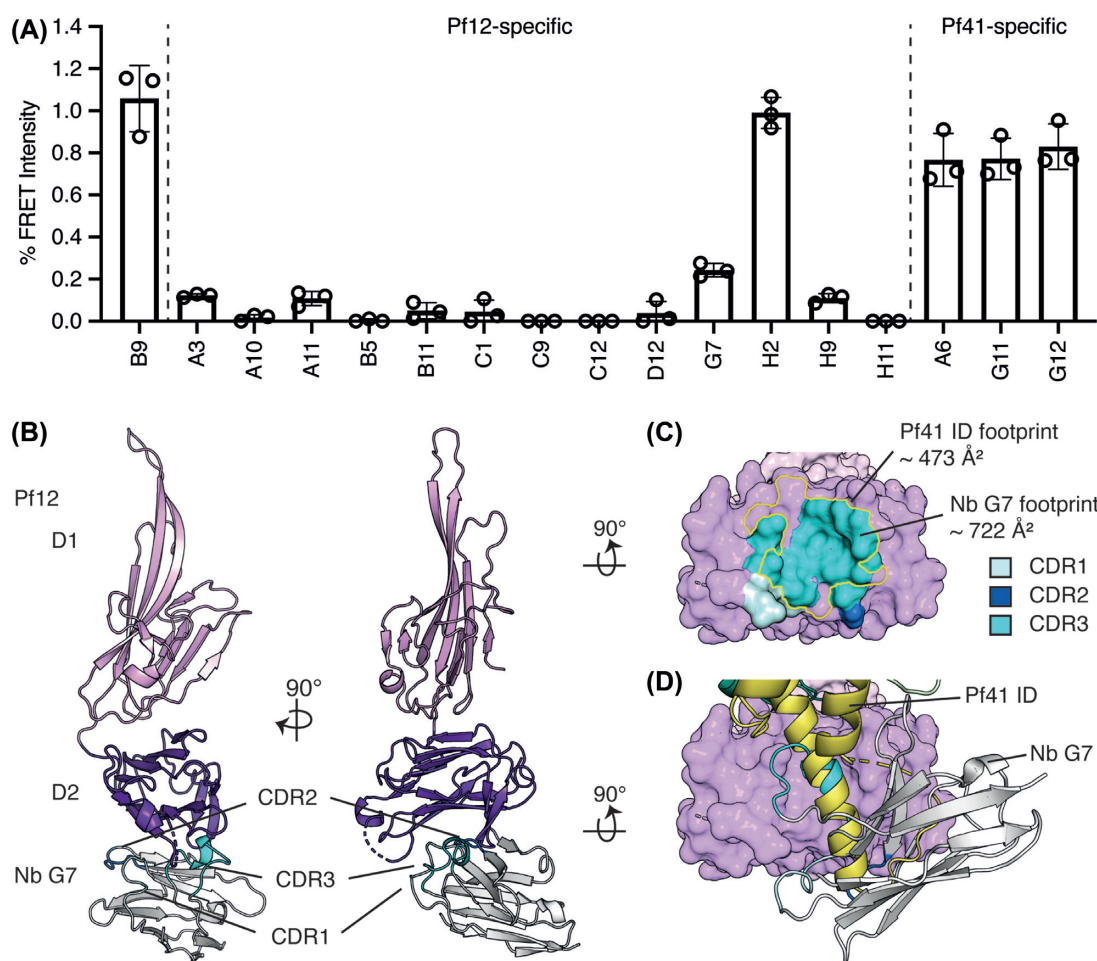 (A)
Pf12-specific
Pf41-specific
% FRET Intensity
1.4
1.2
1.0
0.8
0.6
0.4
0.2
0.0
B9
A3
A10
A11
B5
B11
C1
C9
C12
D12
G7
H2
H9
H11
A6
G11
G12
(B)
Pf12
D1
90°
D2
CDR2
Nb G7
CDR3
CDR1
(C)
Pf41 ID footprint
~ 473 Å²
Nb G7 footprint
~ 722 Å²
90°
CDR1
CDR2
CDR3
(D)
Pf41 ID
Nb G7
90°